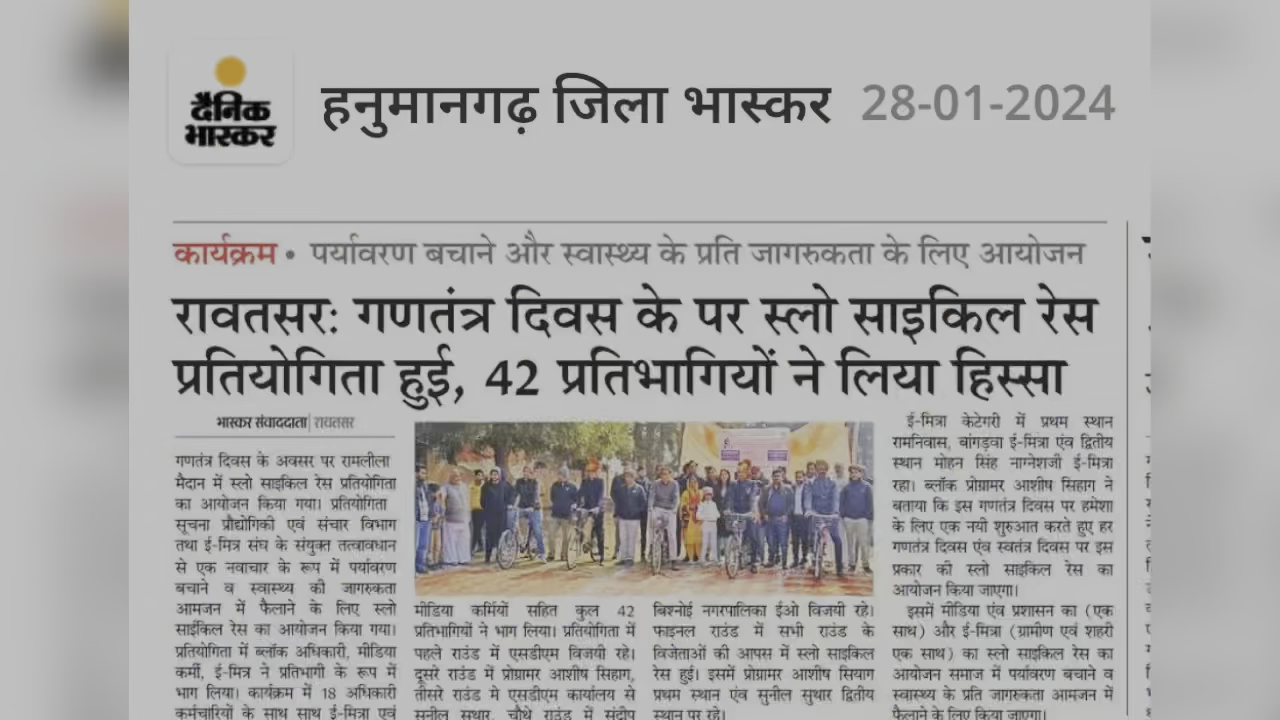 दैनिक
भास्कर
हनुमानगढ़ जिला भास्कर 28-01-2024
कार्यक्रम • पर्यावरण बचाने और स्वास्थ्य के प्रति जागरुकता के लिए आयोजन
रावतसर: गणतंत्र दिवस के पर स्लो साइकिल रेस
प्रतियोगिता हुई, 42 प्रतिभागियों ने लिया हिस्सा
भास्कर संवाददाता | रावतसर
गणतंत्र दिवस के अवसर पर रामलीला
मैदान में स्लो साइकिल रेस प्रतियोगिता
का आयोजन किया गया। प्रतियोगिता
सूचना प्रौद्योगिकी एवं संचार विभाग
तथा ई-मित्र संघ के संयुक्त तत्वावधान
से एक नवाचार के रूप में पर्यावरण
बचाने व स्वास्थ्य की जागरुकता
आमजन में फैलाने के लिए स्लो
साईकिल रेस का आयोजन किया गया।
प्रतियोगिता में ब्लॉक अधिकारी, मीडिया
कर्मी, ई-मित्र ने प्रतिभागी के रूप में
भाग लिया। कार्यक्रम में 18 अधिकारी
कर्मचारियों के साथ साथ ई-मित्रा एवं
मीडिया कर्मियों सहित कुल 42
प्रतिभागियों ने भाग लिया। प्रतियोगिता में
पहले राउंड में एसडीएम विजयी रहे।
दूसरे राउंड में प्रोग्रामर आशीष सिहाग,
तीसरे राउंड मे एसडीएम कार्यालय से
सुनील सुथार, चौथे राउंड में संदीप
बिश्नोई नगरपालिका ईओ विजयी रहे।
फाइनल राउंड में सभी राउंड के
विजेताओं की आपस में स्लो साइकिल
रेस हुई। इसमें प्रोग्रामर आशीष सियाग
प्रथम स्थान एंव सुनील सुथार द्वितीय
स्थान पर रहे।
ई-मित्रा केटेगरी में प्रथम स्थान
रामनिवास, बांगड़वा ई-मित्रा एंव द्वितीय
स्थान मोहन सिंह नाग्नेशजी ई-मित्रा
रहा। ब्लॉक प्रोग्रामर आशीष सिहाग ने
बताया कि इस गणतंत्र दिवस पर हमेशा
के लिए एक नयी शुरुआत करते हुए हर
गणतंत्र दिवस एंव स्वतंत्र दिवस पर इस
प्रकार की स्लो साइकिल रेस का
आयोजन किया जाएगा।
इसमें मीडिया एंव प्रशासन का (एक
साथ) और ई-मित्रा (ग्रामीण एवं शहरी
एक साथ) का स्लो साइकिल रेस का
आयोजन समाज में पर्यावरण बचाने व
स्वास्थ्य के प्रति जागरुकता आमजन में
फैलाने के लिए किया जाएगा।